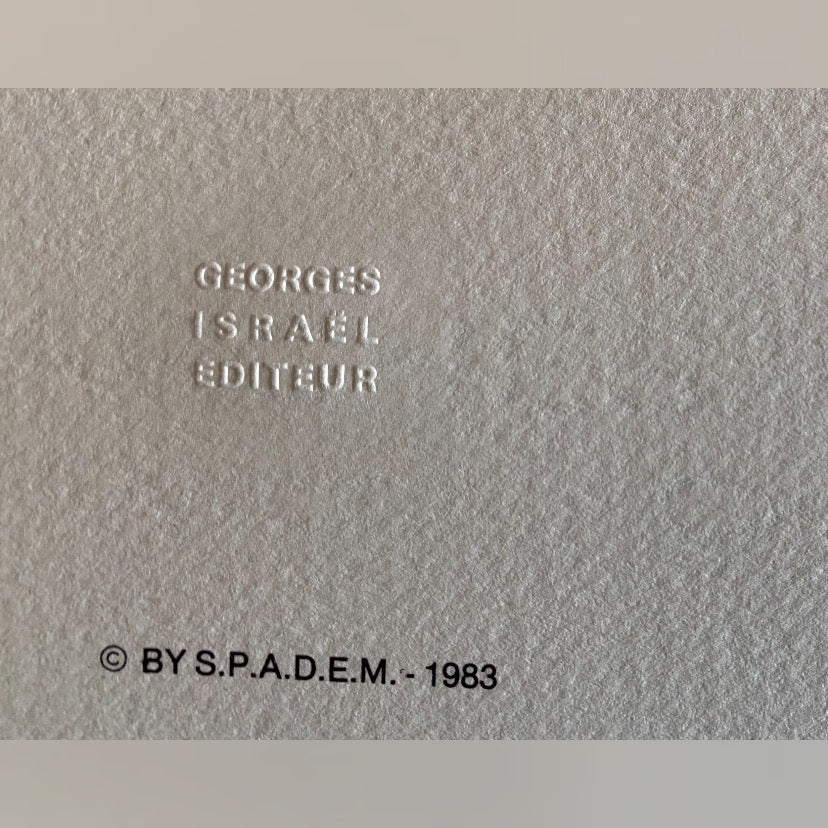 GEORGES
ISRAËL
EDITEUR
© BY S.P.A.D.E.M. - 1983